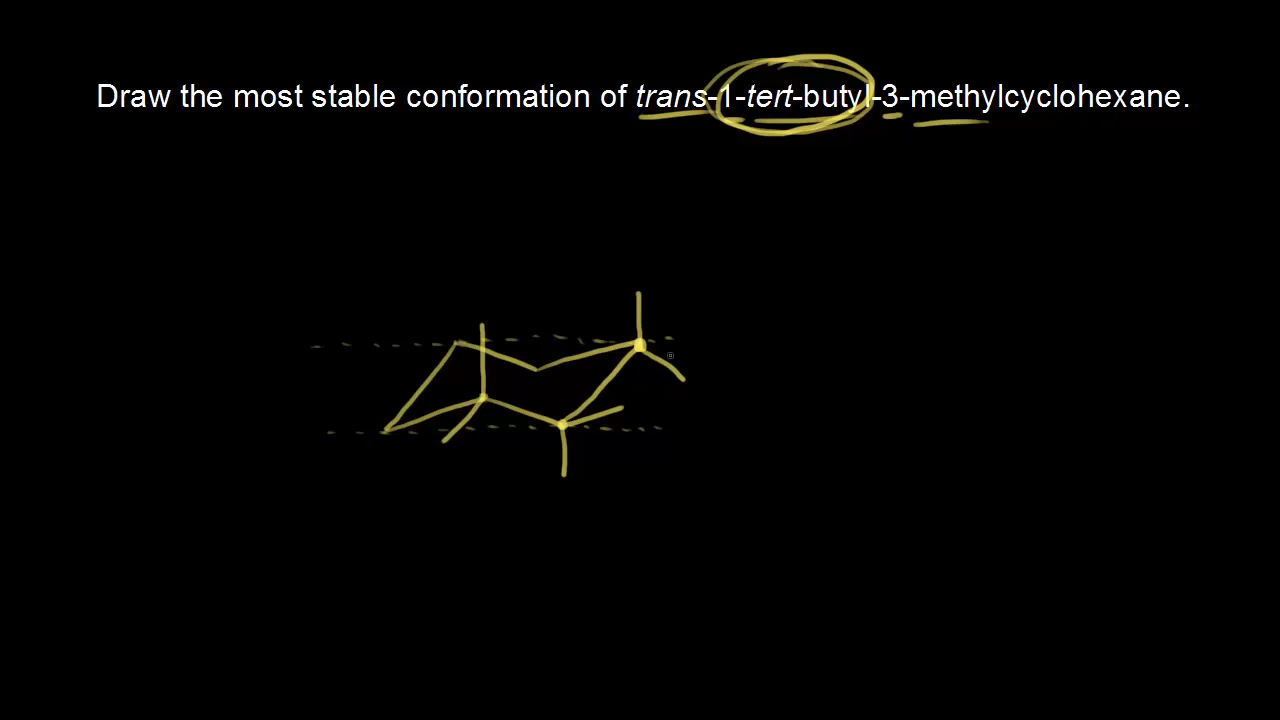 Draw the most stable conformation of trans-1-tert-butyl-3-methylcyclohexane.